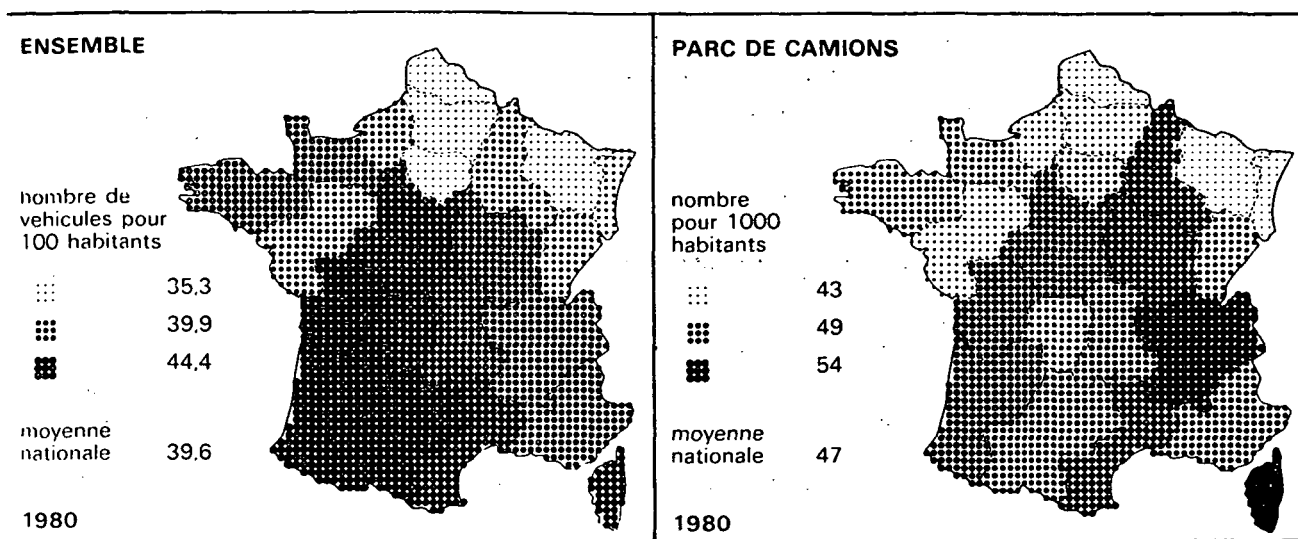 ENSEMBLE
nombre de
vehicules pour
100 habitants
35,3
39,9
44,4
moyenne
nationale 39,6
1980
PARC DE CAMIONS
nombre
pour 1000
habitants
43
49
54
moyenne
nationale 47
1980